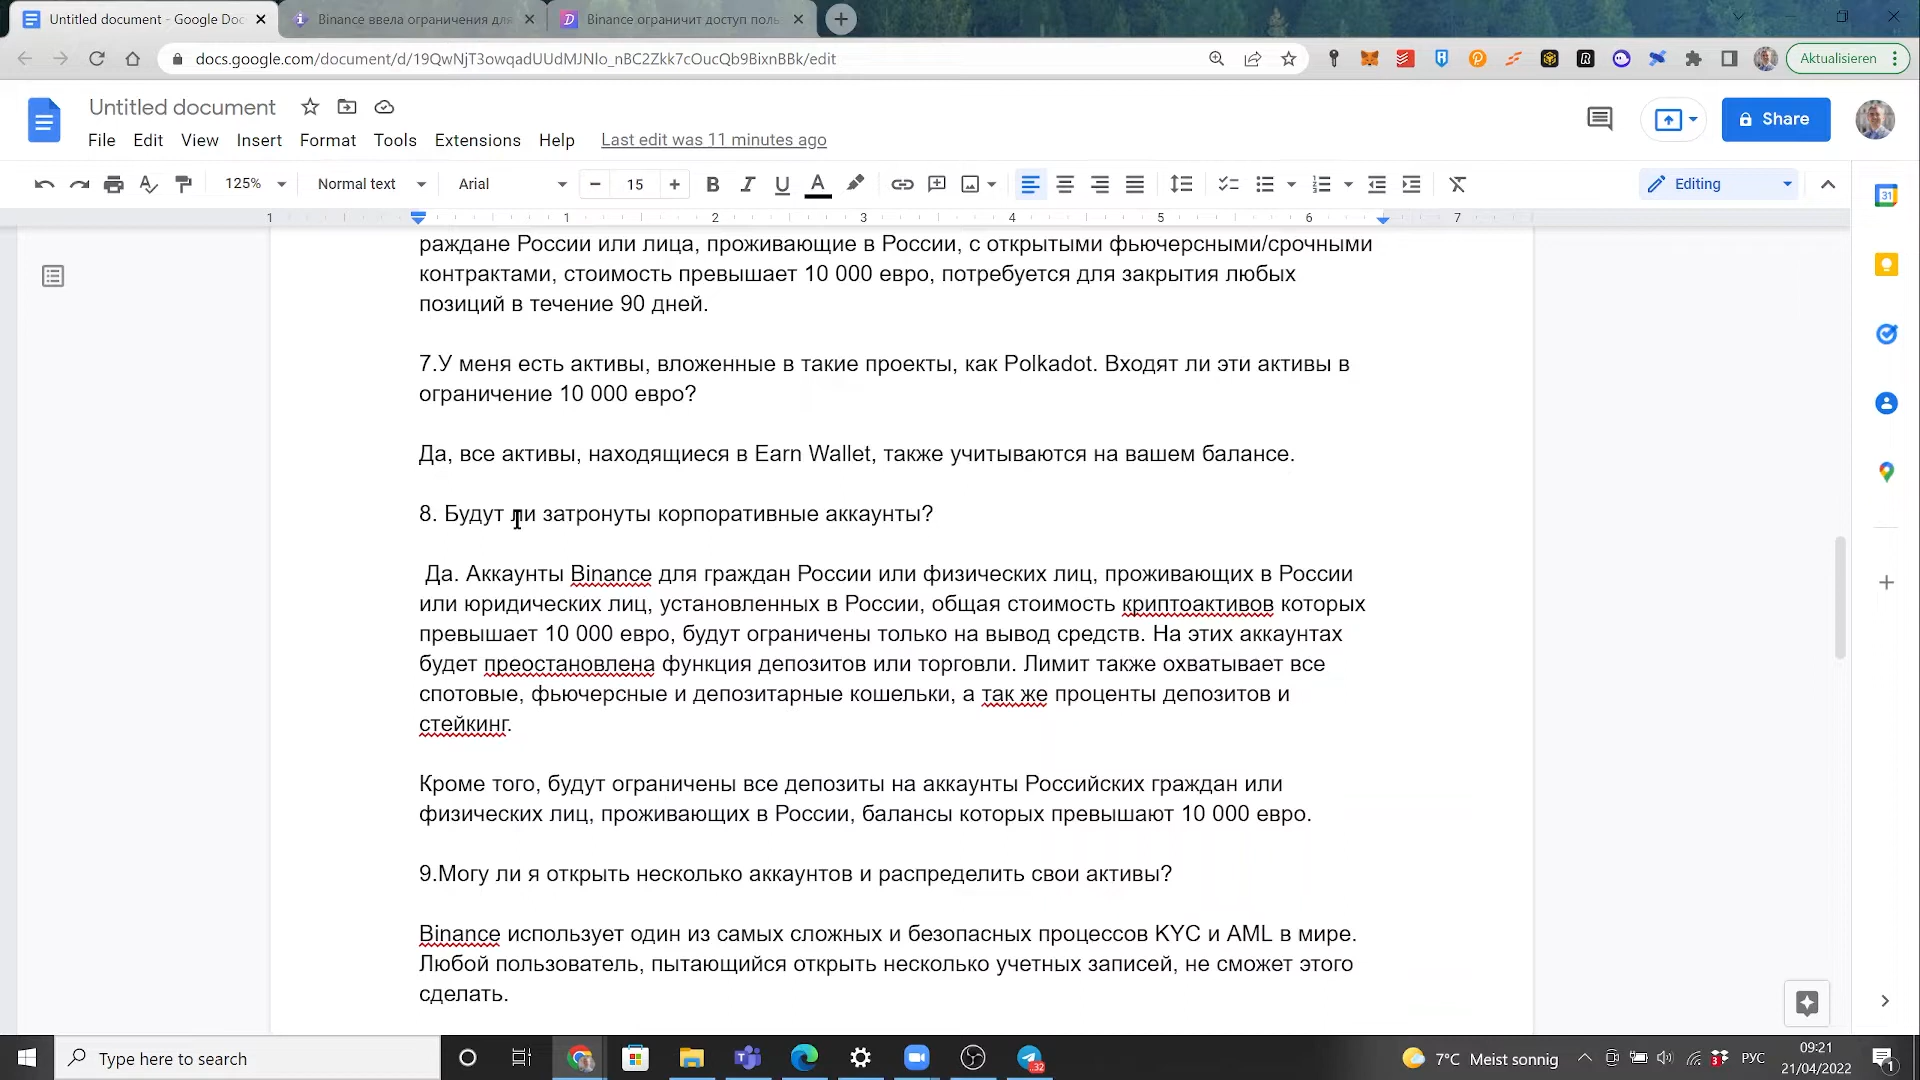 Untitled document - Google Doc
Binance ввела ограничения для
Binance ограничит доступ поль
docs.google.com/document/d/19QwNjT3owqadUUdMJNlo_nBC2Zkk7cOucQb9BixnBBk/edit
Aktualisieren
Untitled document
File Edit View Insert Format Tools Extensions Help Last edit was 11 minutes ago
Share
125% Normal text Arial 15 Editing
1 1 2 3 4 5 6 7
раждане России или лица, проживающие в России, с открытыми фьючерсными/срочными
контрактами, стоимость превышает 10 000 евро, потребуется для закрытия любых
позиций в течение 90 дней.
7.У меня есть активы, вложенные в такие проекты, как Polkadot. Входят ли эти активы в
ограничение 10 000 евро?
Да, все активы, находящиеся в Earn Wallet, также учитываются на вашем балансе.
8. Будут ли затронуты корпоративные аккаунты?
Да. Аккаунты Binance для граждан России или физических лиц, проживающих в России
или юридических лиц, установленных в России, общая стоимость криптоактивов которых
превышает 10 000 евро, будут ограничены только на вывод средств. На этих аккаунтах
будет преостановлена функция депозитов или торговли. Лимит также охватывает все
спотовые, фьючерсные и депозитарные кошельки, а так же проценты депозитов и
стейкинг.
Кроме того, будут ограничены все депозиты на аккаунты Российских граждан или
физических лиц, проживающих в России, балансы которых превышают 10 000 евро.
9.Могу ли я открыть несколько аккаунтов и распределить свои активы?
Binance использует один из самых сложных и безопасных процессов KYC и AML в мире.
Любой пользователь, пытающийся открыть несколько учетных записей, не сможет этого
сделать.
Type here to search
32
7°C Meist sonnig
РУС
09:21
21/04/2022
1